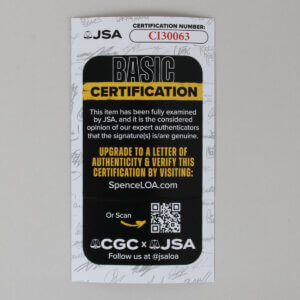 JSA
CERTIFICATION NUMBER:
CI30063
BASIC
CERTIFICATION
This item has been fully examined
by JSA, and it is the considered
opinion of our expert authenticators
that the signature(s) is/are genuine.
UPGRADE TO A LETTER OF
AUTHENTICITY & VERIFY THIS
CERTIFICATION BY VISITING:
SpenceLOA.com
Or Scan
CGC x JSA
Follow us at @jsaloa